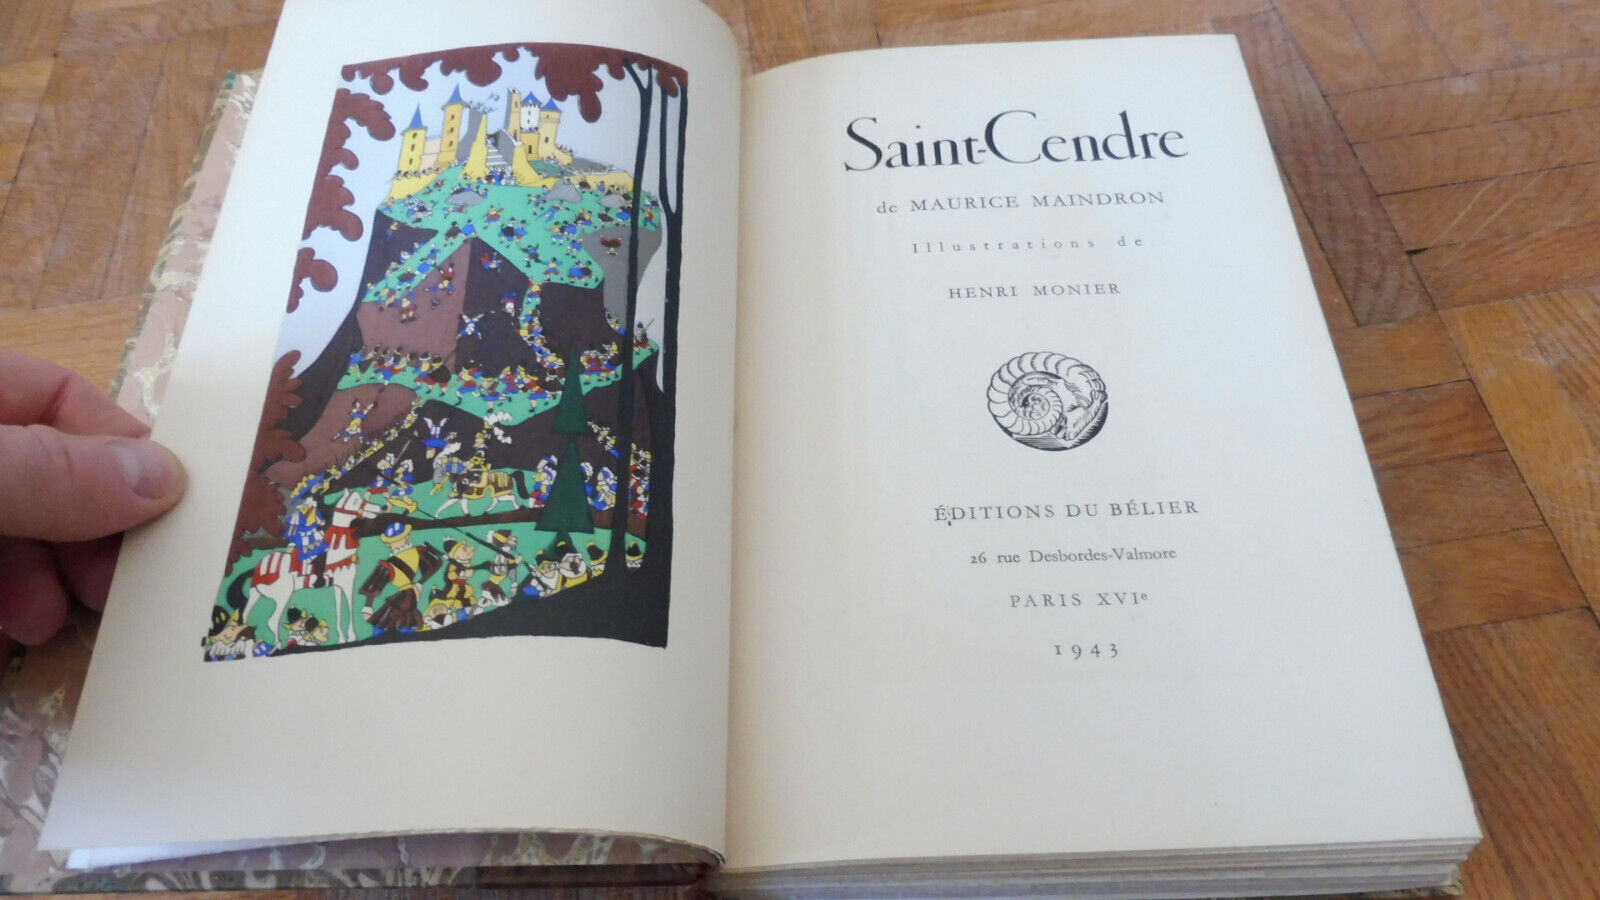 Saint-Cendre
de MAURICE MAINDRON
Illustrations de
HENRI MONIER
ÉDITIONS DU BÉLIER
26 rue Desbordes-Valmore
PARIS XVIe
1943